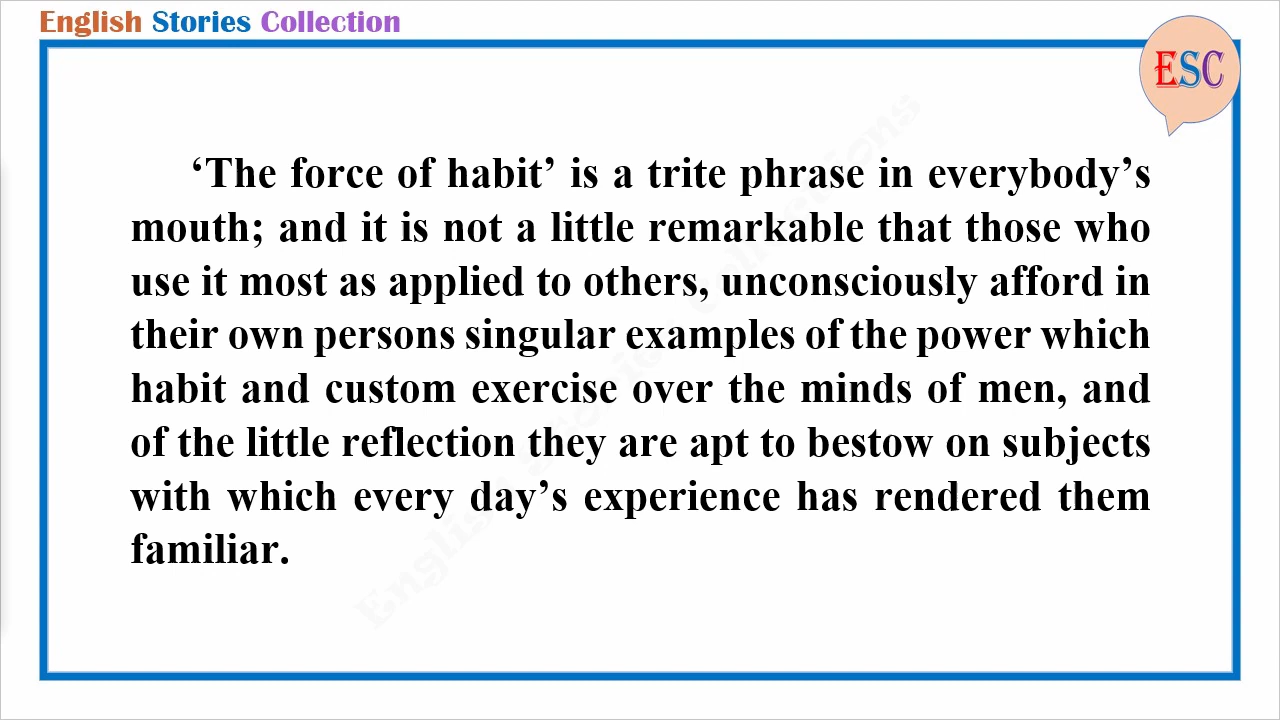 English Stories Collection
ESC
‘The force of habit’ is a trite phrase in everybody’s
mouth; and it is not a little remarkable that those who
use it most as applied to others, unconsciously afford in
their own persons singular examples of the power which
habit and custom exercise over the minds of men, and
of the little reflection they are apt to bestow on subjects
with which every day’s experience has rendered them
familiar.